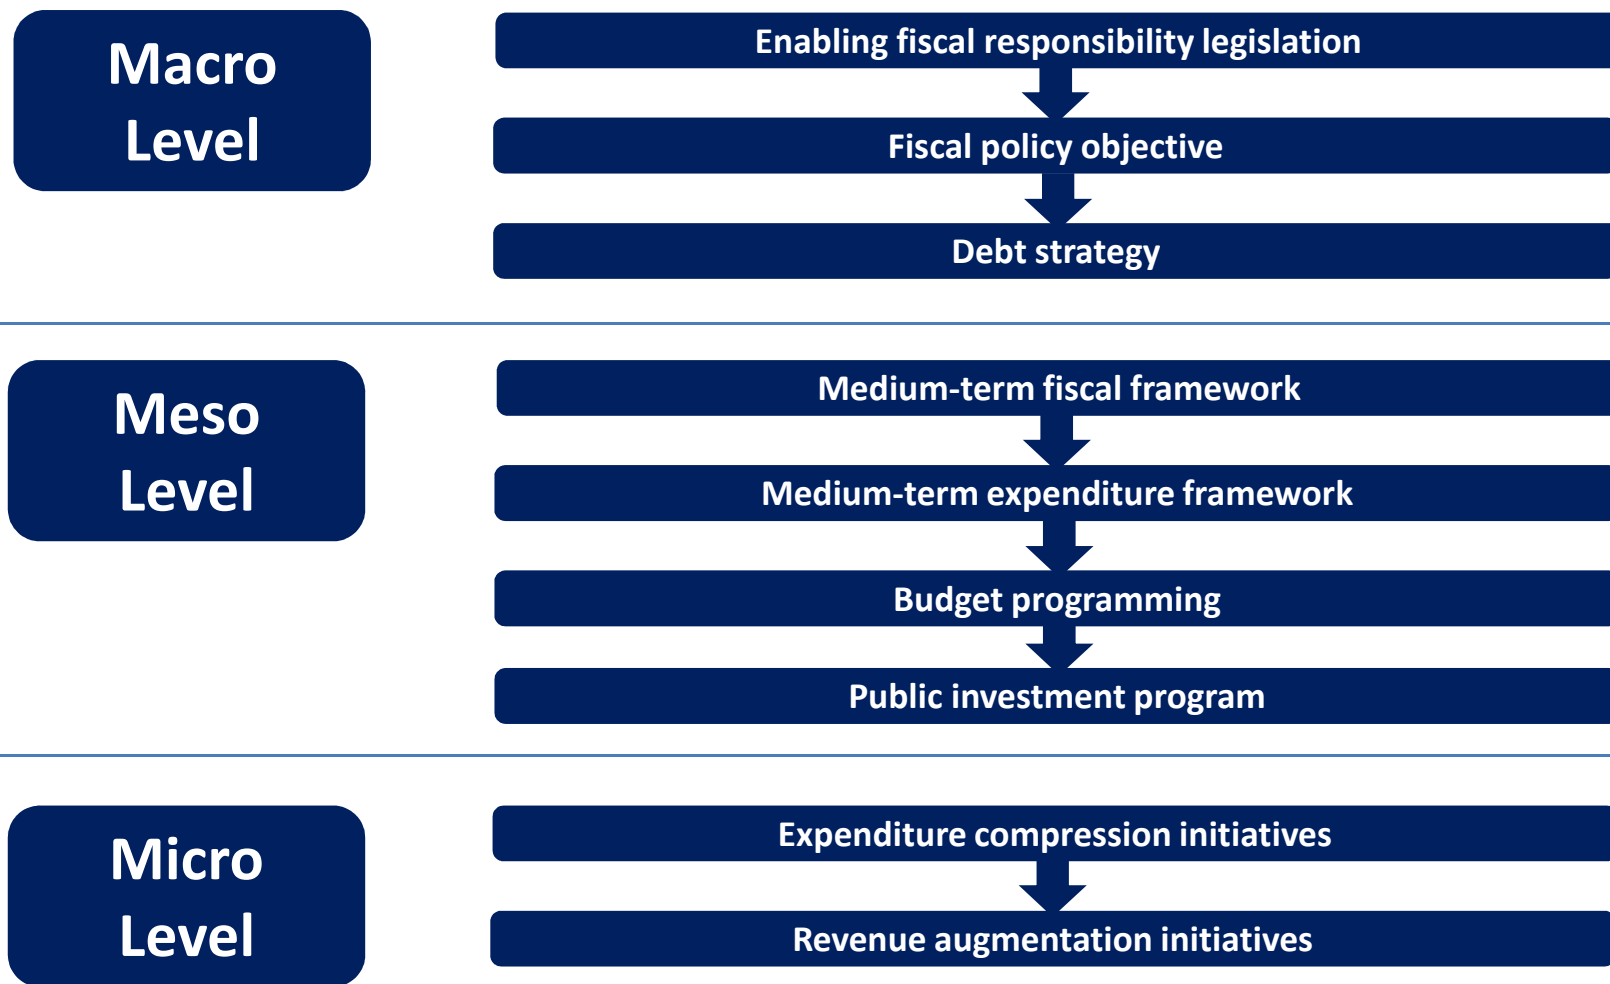 Macro
Level
Enabling fiscal responsibility legislation
Fiscal policy objective
Debt strategy
Meso
Level
Medium-term fiscal framework
Medium-term expenditure framework
Budget programming
Public investment program
Micro
Level
Expenditure compression initiatives
Revenue augmentation initiatives